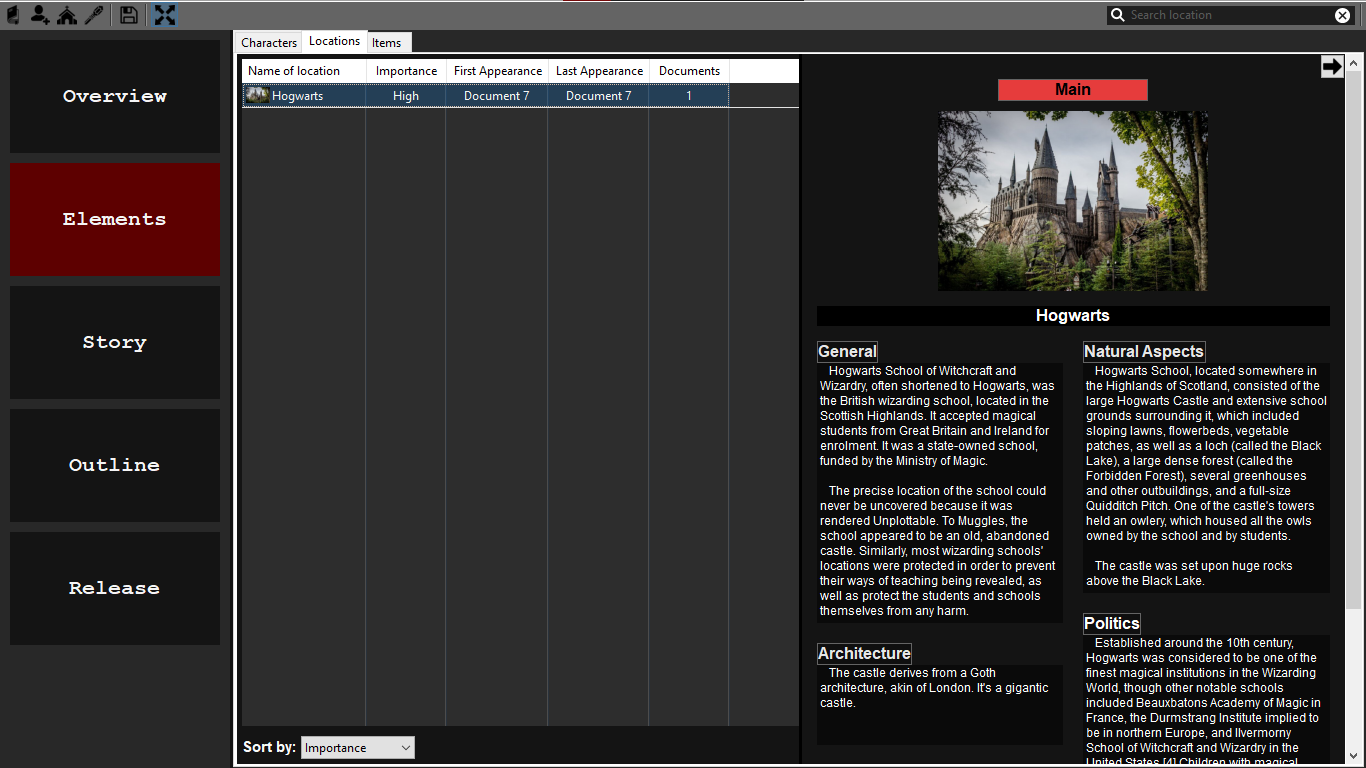 Search location
Overview
Elements
Story
Outline
Release
Characters
Locations
Items
Name of location
Importance
First Appearance
Last Appearance
Documents
Hogwarts
High
Document 7
Document 7
1
Sort by:
Importance
Main
Hogwarts
General
Hogwarts School of Witchcraft and
Wizardry, often shortened to Hogwarts, was
the British wizarding school, located in the
Scottish Highlands. It accepted magical
students from Great Britain and Ireland for
enrolment. It was a state-owned school,
funded by the Ministry of Magic.
The precise location of the school could
never be uncovered because it was
rendered Unplottable. To Muggles, the
school appeared to be an old, abandoned
castle. Similarly, most wizarding schools'
locations were protected in order to prevent
their ways of teaching being revealed, as
well as protect the students and schools
themselves from any harm.
Architecture
The castle derives from a Goth
architecture, akin of London. It's a gigantic
castle.
Natural Aspects
Hogwarts School, located somewhere in
the Highlands of Scotland, consisted of the
large Hogwarts Castle and extensive school
grounds surrounding it, which included
sloping lawns, flowerbeds, vegetable
patches, as well as a loch (called the Black
Lake), a large dense forest (called the
Forbidden Forest), several greenhouses
and other outbuildings, and a full-size
Quidditch Pitch. One of the castle's towers
held an owlery, which housed all the owls
owned by the school and by students.
The castle was set upon huge rocks
above the Black Lake.
Politics
Established around the 10th century,
Hogwarts was considered to be one of the
finest magical institutions in the Wizarding
World, though other notable schools
included Beauxbatons Academy of Magic in
France, the Durmstrang Institute implied to
be in northern Europe, and Ilvermorny
School of Witchcraft and Wizardry in the
United States.[4] Children with magical